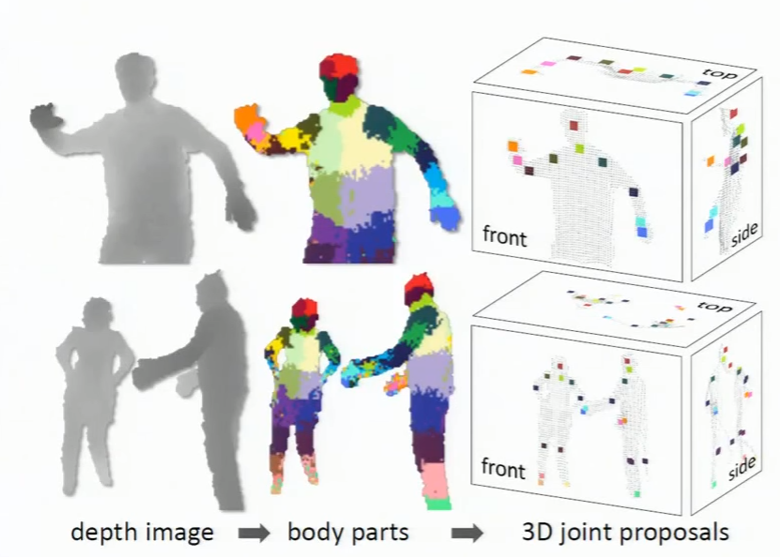 top
front
side
top
front
side
depth image
body parts
3D joint proposals